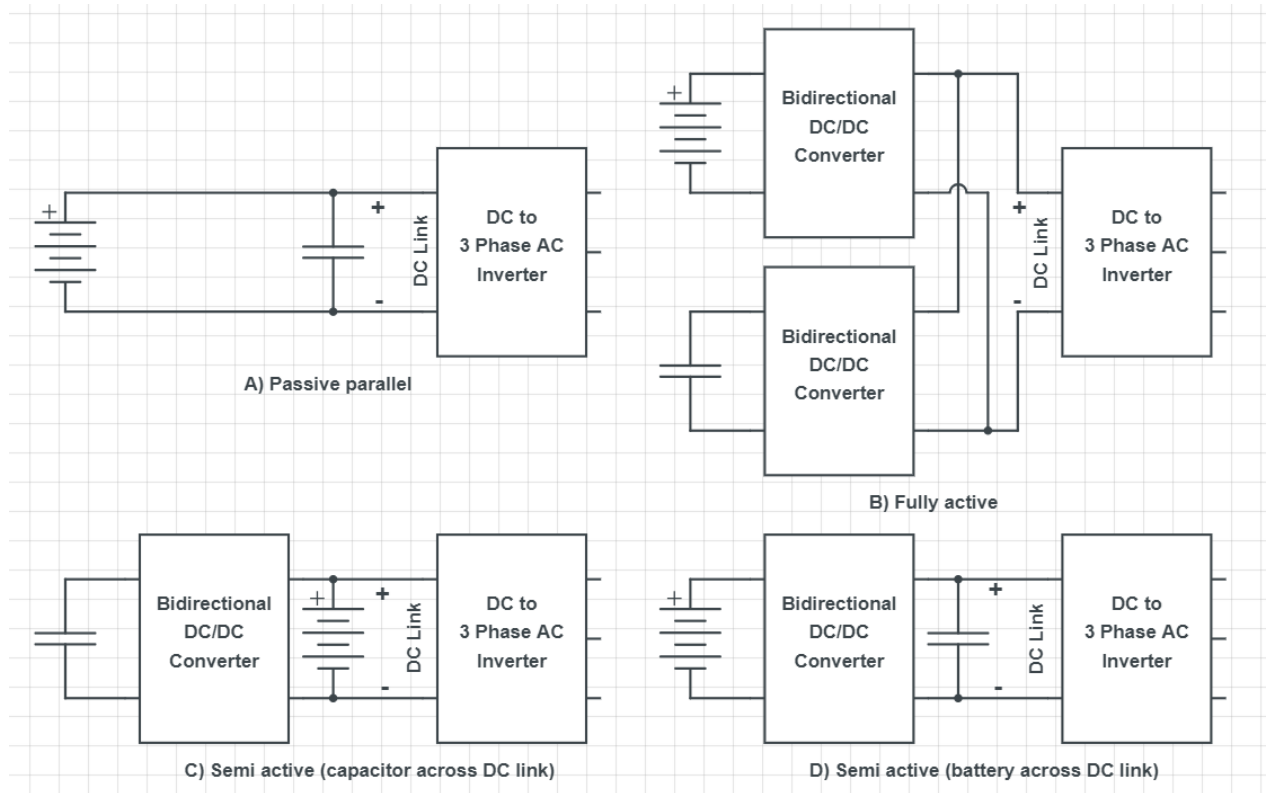 +
+
DC Link
-
DC to
3 Phase AC
Inverter
A) Passive parallel
+
Bidirectional
DC/DC
Converter
Bidirectional
DC/DC
Converter
+
DC Link
-
DC to
3 Phase AC
Inverter
B) Fully active
Bidirectional
DC/DC
Converter
+
+
DC Link
-
DC to
3 Phase AC
Inverter
C) Semi active (capacitor across DC link)
+
Bidirectional
DC/DC
Converter
+
DC Link
-
DC to
3 Phase AC
Inverter
D) Semi active (battery across DC link)